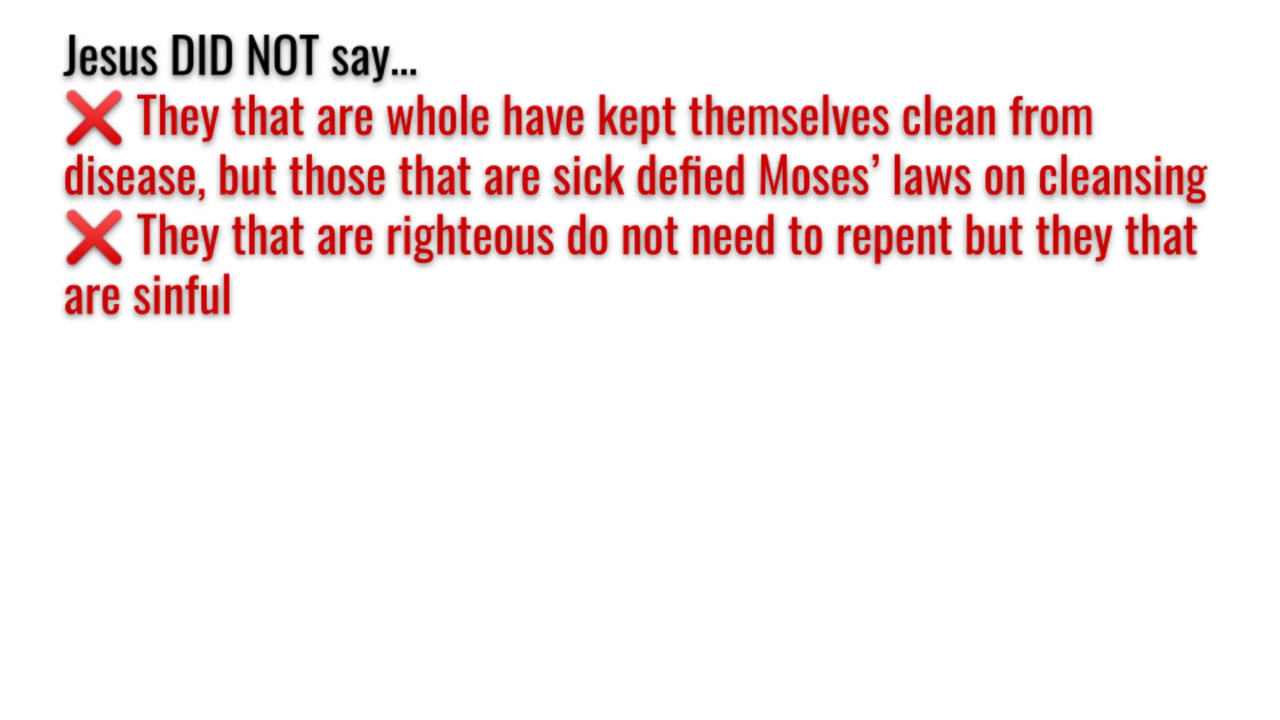 Jesus DID NOT say...
❌ They that are whole have kept themselves clean from
disease, but those that are sick defied Moses’ laws on cleansing
❌ They that are righteous do not need to repent but they that
are sinful